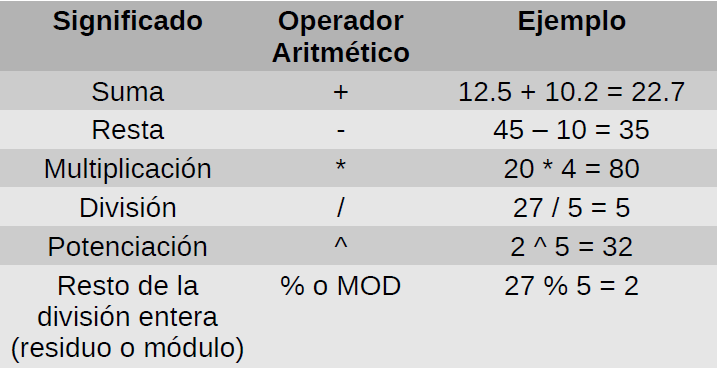 Significado Operador Aritmético Ejemplo
Suma + 12.5 + 10.2 = 22.7
Resta - 45 – 10 = 35
Multiplicación * 20 * 4 = 80
División / 27 / 5 = 5
Potenciación ^ 2 ^ 5 = 32
Resto de la % o MOD 27 % 5 = 2
división entera
(residuo o módulo)